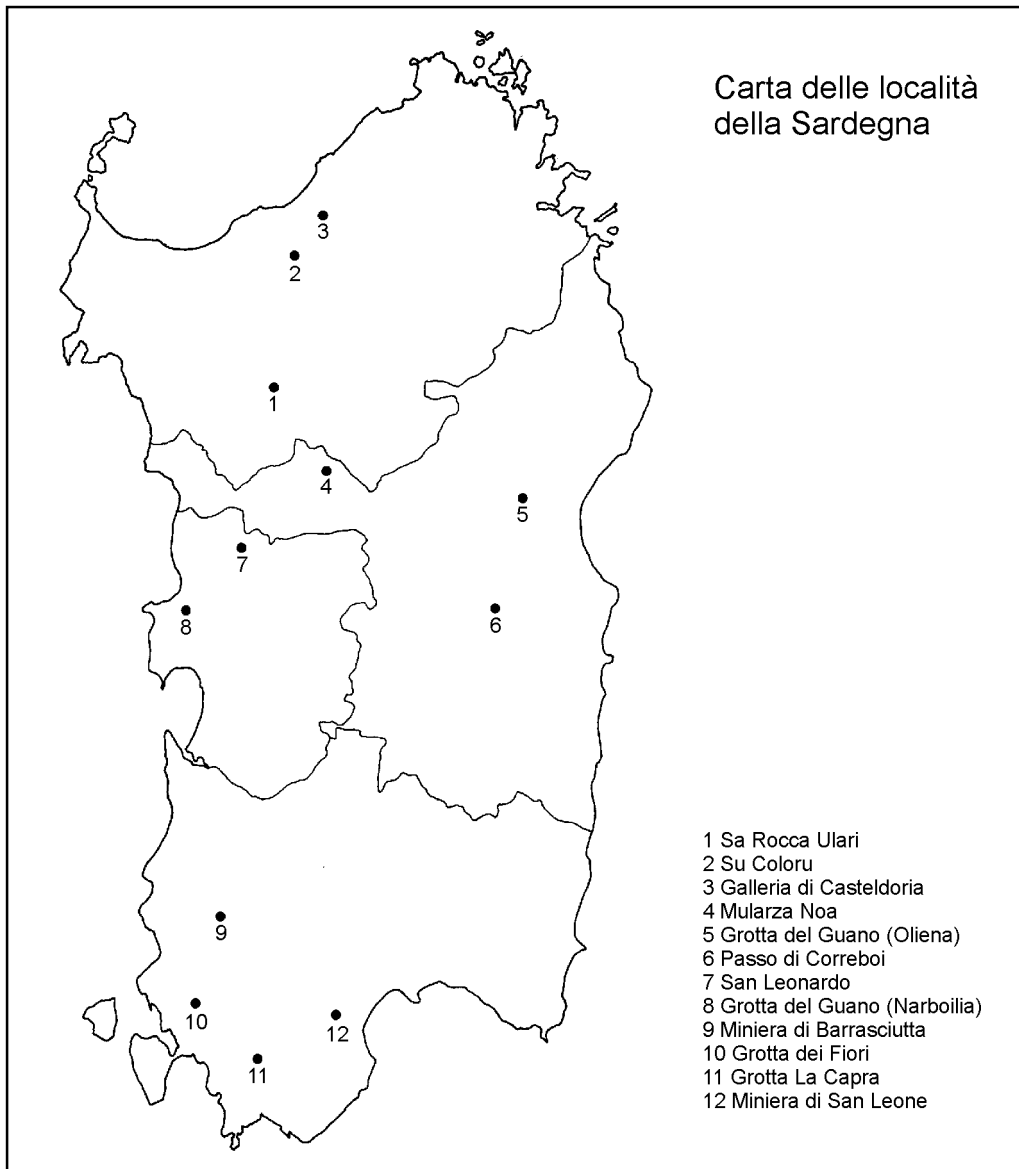 Carta delle località
della Sardegna
3
2
1
4
5
7
8
6
9
10
12
11
1 Sa Rocca Ulari
2 Su Coloru
3 Galleria di Casteldoria
4 Mularza Noa
5 Grotta del Guano (Oliena)
6 Passo di Correboi
7 San Leonardo
8 Grotta del Guano (Narboilia)
9 Miniera di Barrasciutta
10 Grotta dei Fiori
11 Grotta La Capra
12 Miniera di San Leone